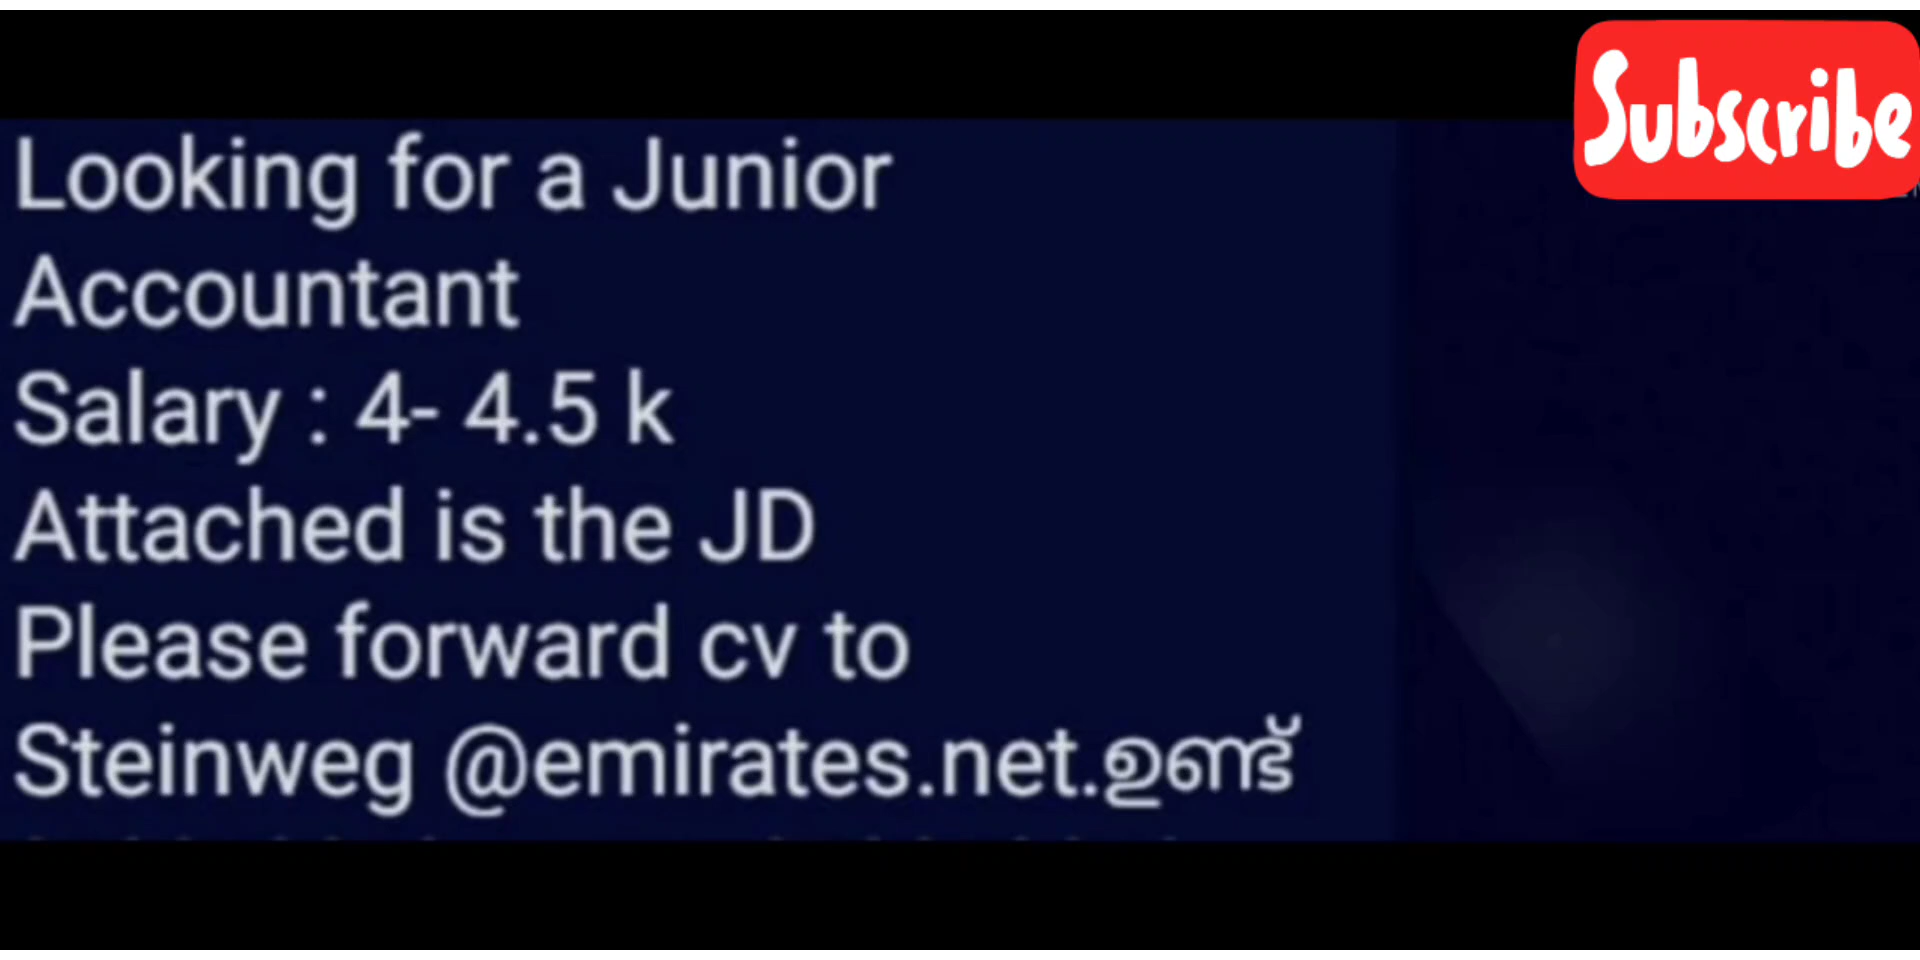 Subscribe
Looking for a Junior
Accountant
Salary : 4- 4.5 k
Attached is the JD
Please forward cv to
Steinweg @emirates.net.ഉണ്ട്